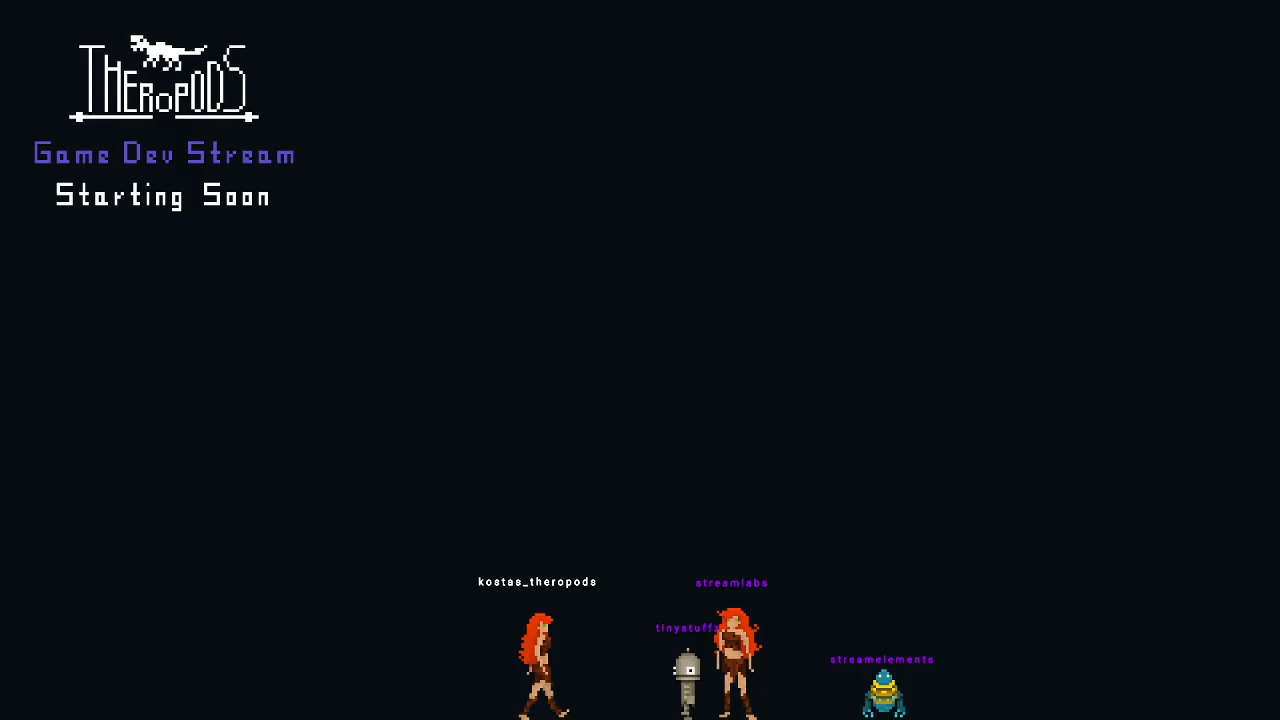 THEROPODS
Game Dev Stream
Starting Soon
kostas_theropods
streamlabs
streamelements